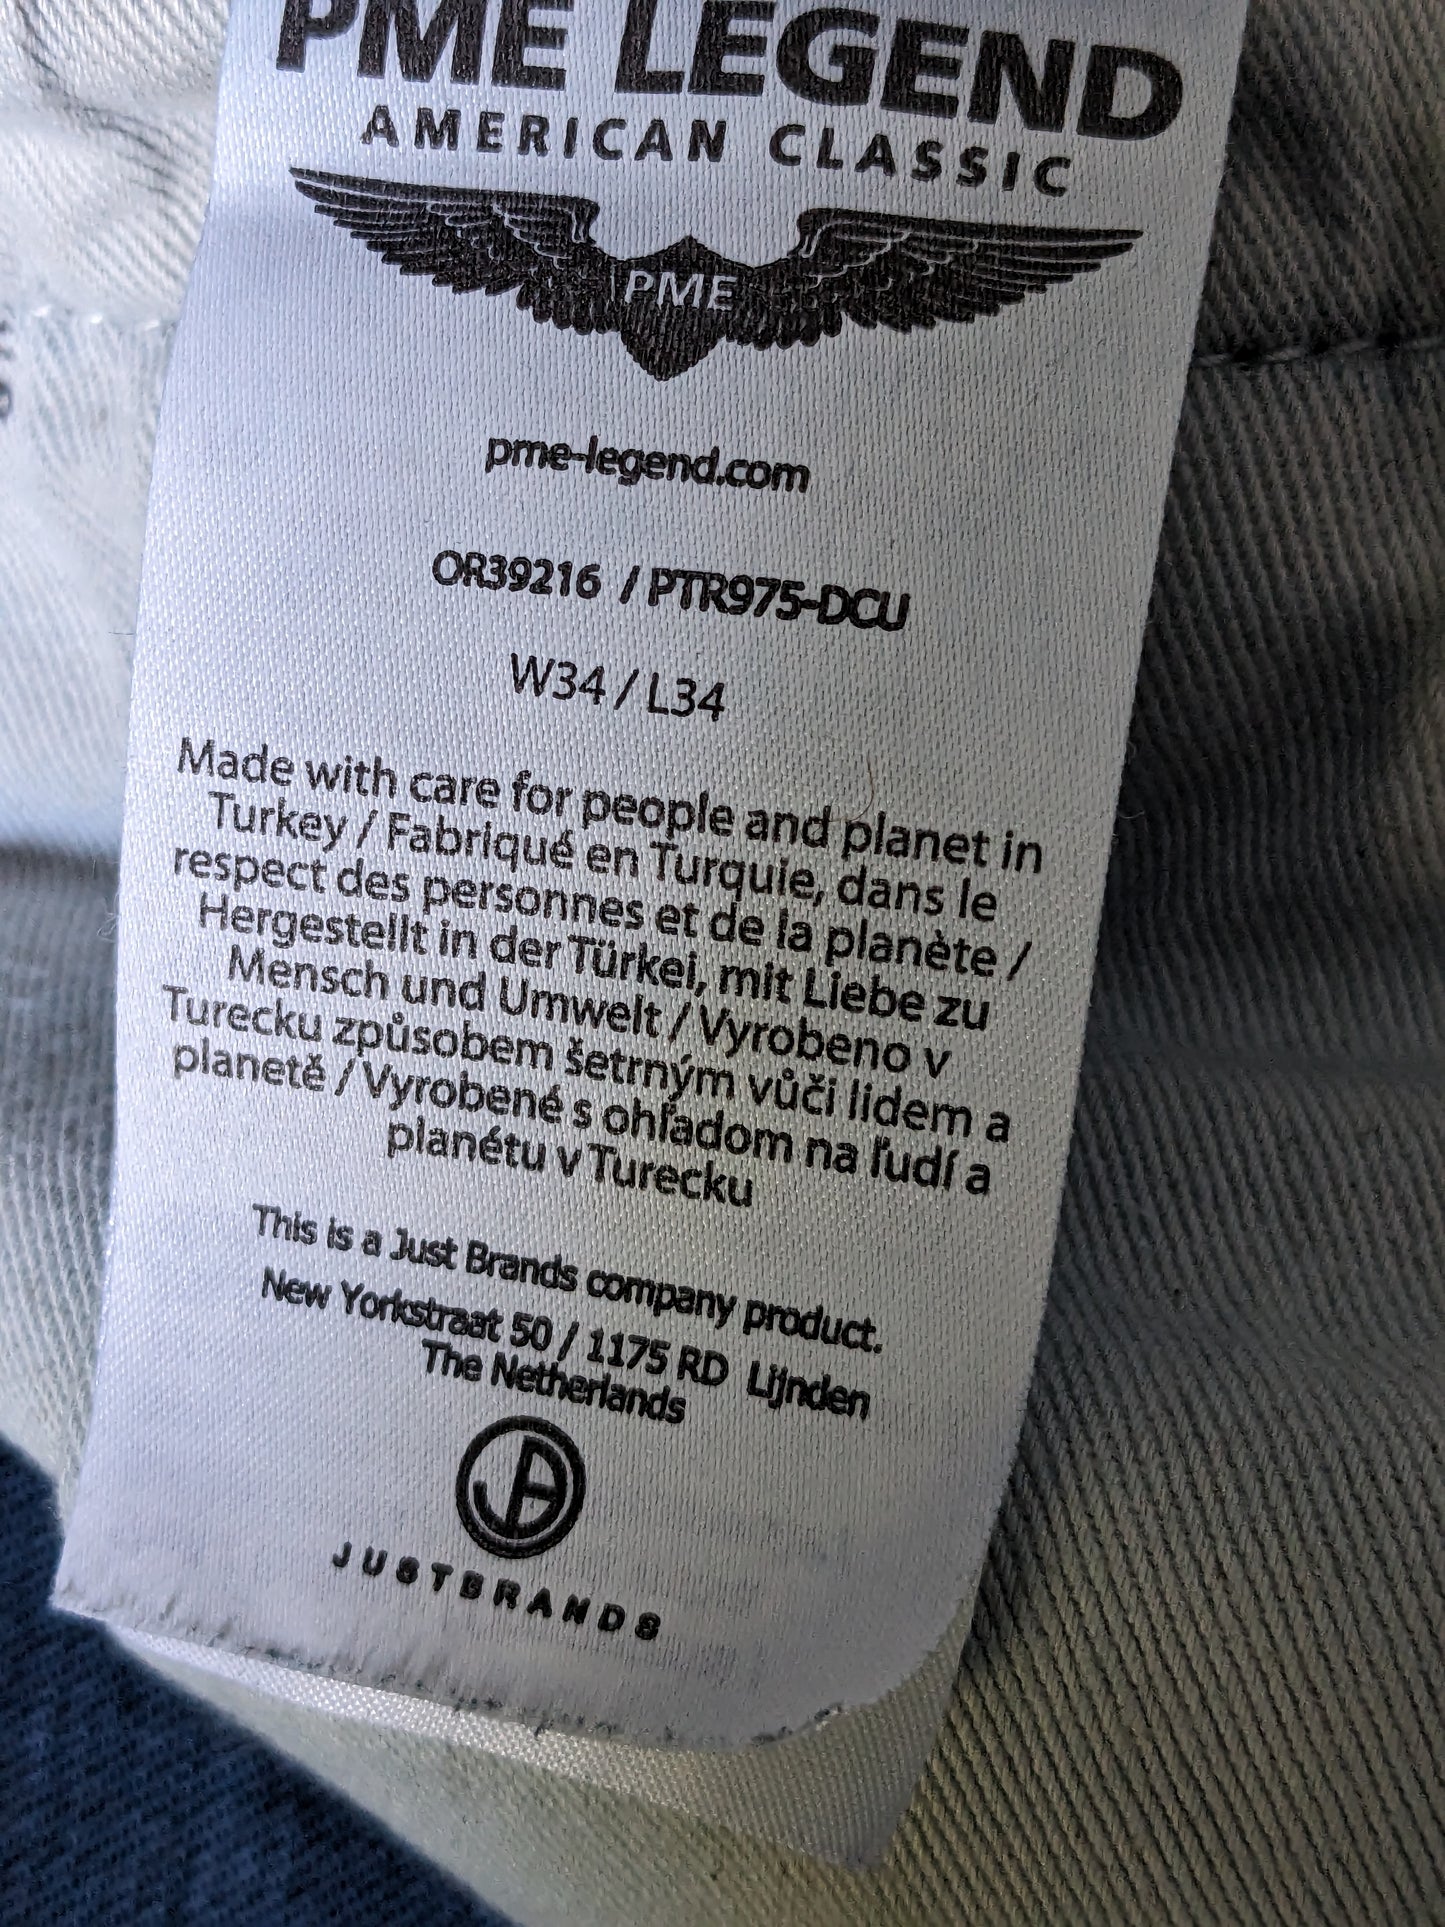 PME LEGEND
AMERICAN CLASSIC
PME
pme-legend.com
OR39216 / PTR975-DCU
W34 / L34
Made with care for people and planet in
Turkey / Fabriqué en Turquie, dans le
respect des personnes et de la planète /
Hergestellt in der Türkei, mit Liebe zu
Mensch und Umwelt / Vyrobeno v
Turecku způsobem šetrným vůči lidem a
planetě / Vyrobené s ohľadom na ľudí a
planétu v Turecku
This is a Just Brands company product.
New Yorkstraat 50 / 1175 RD Lijnden
The Netherlands
JB
JUSTBRANDS